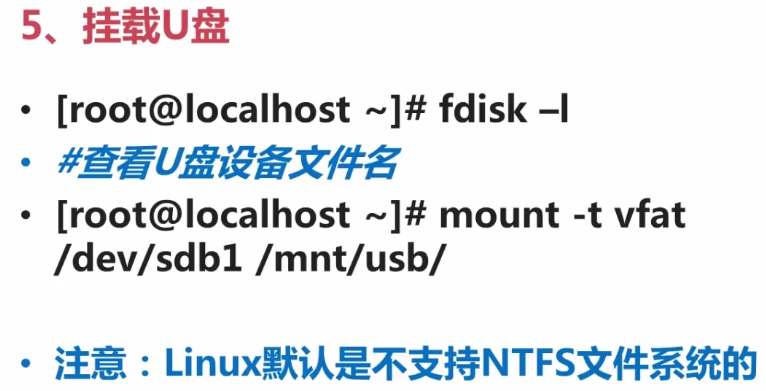 5、挂载U盘
• [root@localhost ~]# fdisk –l
• #查看U盘设备文件名
• [root@localhost ~]# mount -t vfat
/dev/sdb1 /mnt/usb/
• 注意：Linux默认是不支持NTFS文件系统的